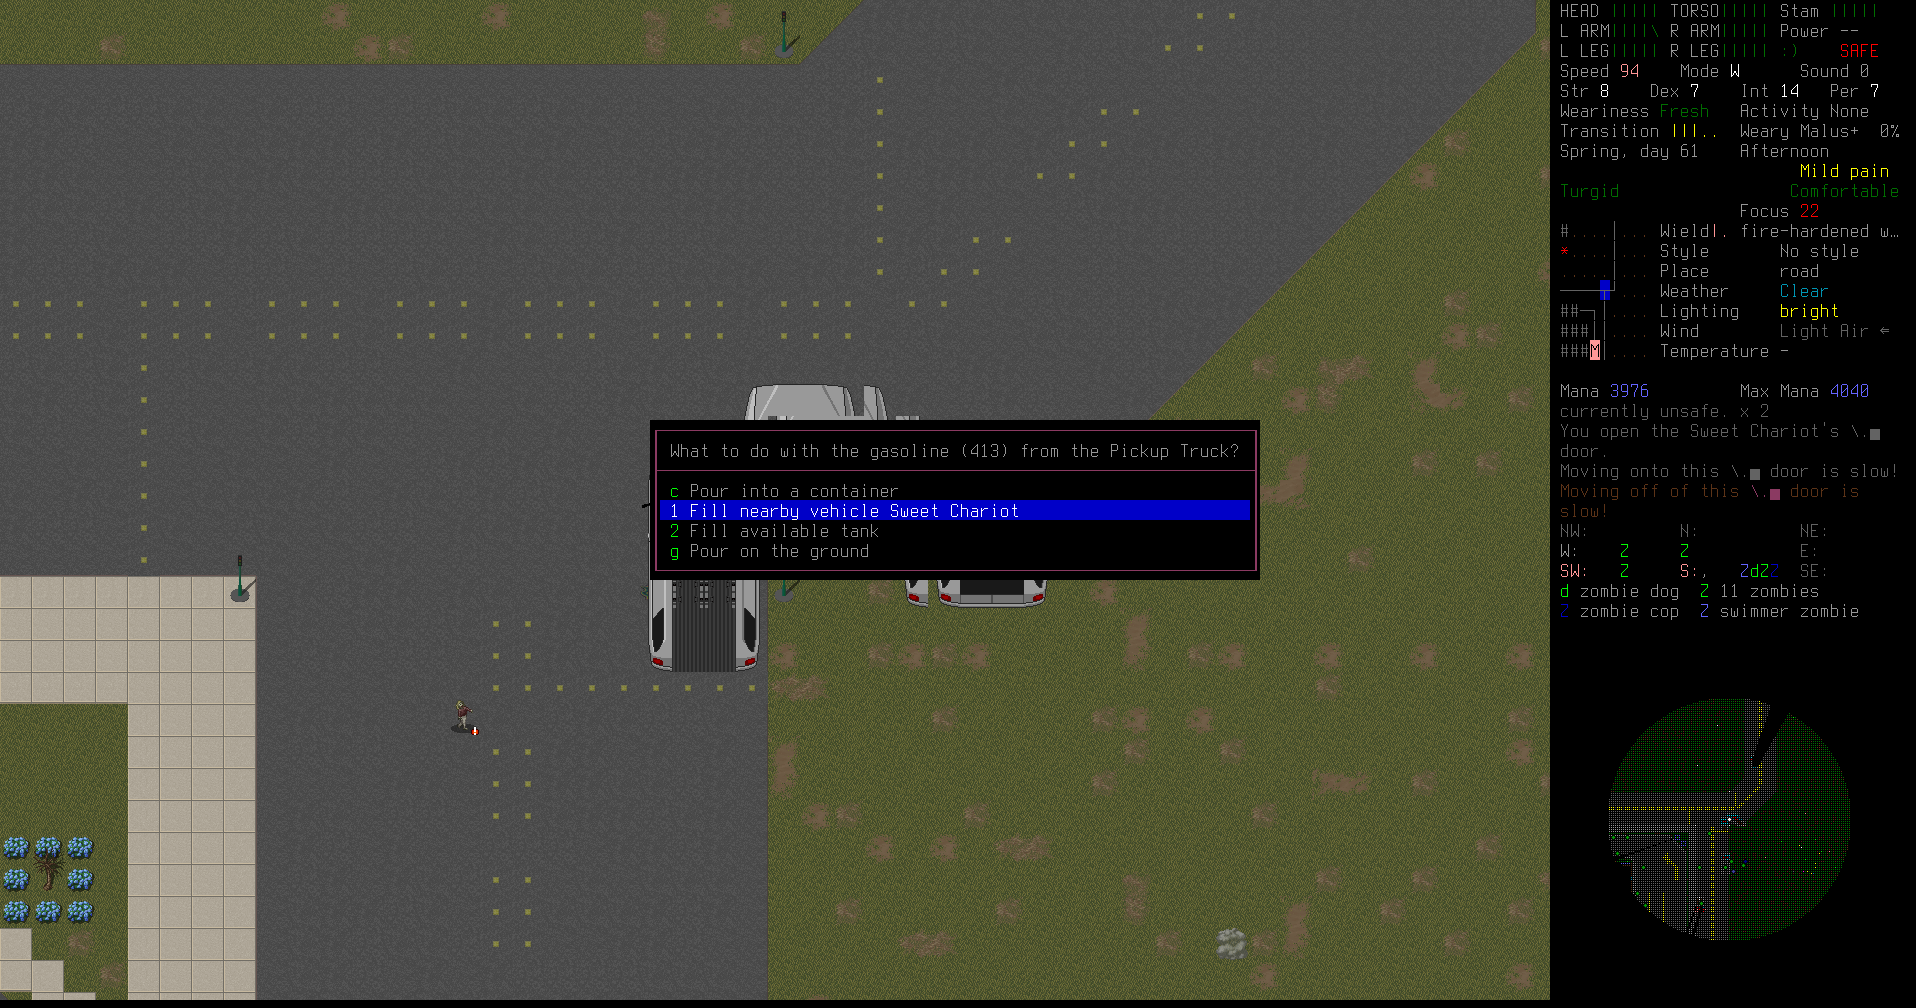 What to do with the gasoline (413) from the Pickup Truck?
c Pour into a container
1 Fill nearby vehicle Sweet Chariot
2 Fill available tank
g Pour on the ground
HEAD ||||| TORSO||||| Stam |||||
L ARM||||\ R ARM||||| Power --
L LEG||||| R LEG||||| :) SAFE
Speed 94 Mode W Sound 0
Str 8 Dex 7 Int 14 Per 7
Weariness Fresh Activity None
Transition |||.. Weary Malus+ 0%
Spring, day 61 Afternoon
Mild pain
Turgid Comfortable
Focus 22
Wield|. fire-hardened w…
Style No style
Place road
Weather Clear
Lighting bright
Wind Light Air ⇐
Temperature -
Mana 3976 Max Mana 4040
currently unsafe. x 2
You open the Sweet Chariot's \.■
door.
Moving onto this \.■ door is slow!
Moving off of this \.■ door is
slow!
NW: N: NE:
W: Z Z E:
SW: Z S:, ZdZZ SE:
d zombie dog Z 11 zombies
Z zombie cop Z swimmer zombie